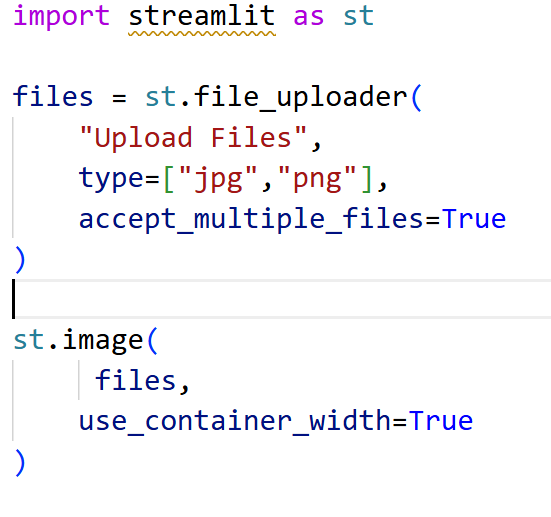 import streamlit as st
files = st.file_uploader(
"Upload Files",
type=["jpg","png"],
accept_multiple_files=True
)
st.image(
files,
use_container_width=True
)